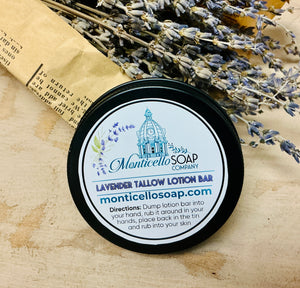 Monticello SOAP
COMPANY
LAVENDER TALLOW LOTION BAR
monticellosoap.com
Directions: Dump lotion bar into
your hand, rub it around in your
hands, place back in the tin
and rub into your skin